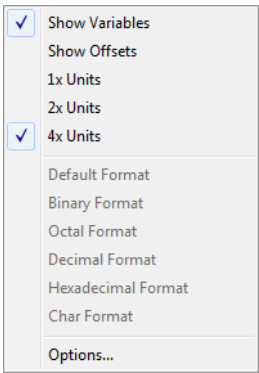 Show Variables
Show Offsets
1x Units
2x Units
4x Units
Default Format
Binary Format
Octal Format
Decimal Format
Hexadecimal Format
Char Format
Options...